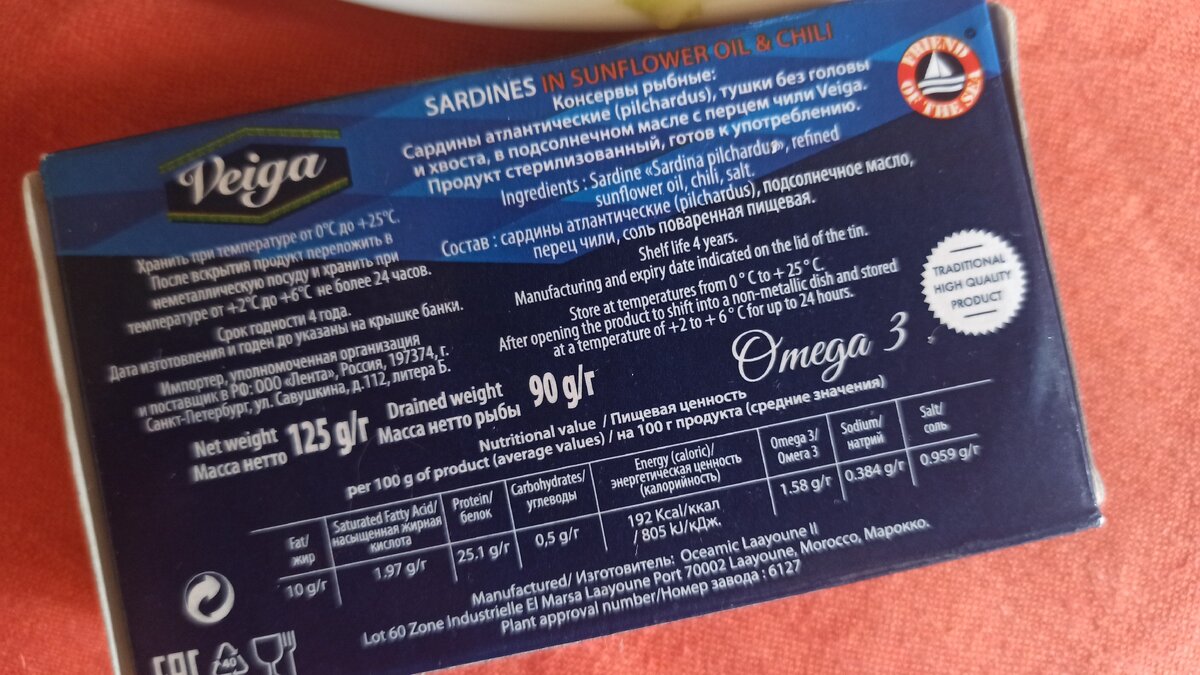 SARDINES IN SUNFLOWER OIL & CHILI
Консервы рыбные:
Сардины атлантические (pilchardus), тушки без головы
и хвоста, в подсолнечном масле с перцем чили Veiga.
Продукт стерилизованный, готов к употреблению.
Ingredients : Sardine «Sardina pilchardus», refined
sunflower oil, chili, salt.
Состав : сардины атлантические (pilchardus), подсолнечное масло,
перец чили, соль поваренная пищевая.
Shelf life 4 years.
Manufacturing and expiry date indicated on the lid of the tin.
Store at temperatures from 0° C to + 25° C.
After opening the product to shift into a non-metallic dish and stored
at a temperature of +2 to + 6° C for up to 24 hours.
FRIEND
OF THE SEA
Veiga
Хранить при температуре от 0°С до +25°С.
После вскрытия продукт переложить в
неметаллическую посуду и хранить при
температуре от +2°С до +6°С не более 24 часов.
Срок годности 4 года.
Дата изготовления и годен до указаны на крышке банки.
Импортер, уполномоченная организация
и поставщик в РФ: ООО «Лента», Россия, 197374, г.
Санкт-Петербург, ул. Савушкина, д.112, литера Б.
TRADITIONAL
HIGH QUALITY
PRODUCT
Omega 3
Net weight 125 g/г Drained weight 90 g/г
Масса нетто Масса нетто рыбы
Nutritional value / Пищевая ценность
per 100 g of product (average values) / на 100 г продукта (средние значения)
Fat/ жир
Saturated Fatty Acid/ насыщенная жирная кислота
Protein/ белок
Carbohydrates/ углеводы
Energy (caloric)/ энергетическая ценность (калорийность)
Omega 3/ Омега 3
Sodium/ натрий
Salt/ соль
10 g/г 1.97 g/г 25.1 g/г 0,5 g/г 192 Kcal/ккал / 805 kJ/кДж. 1.58 g/г 0.384 g/г 0.959 g/г
Manufactured/ Изготовитель: Oceamic Laayoune II
Lot 60 Zone Industrielle El Marsa Laayoune Port 70002 Laayoune, Morocco, Марокко.
Plant approval number/Номер завода : 6127
EAC
40